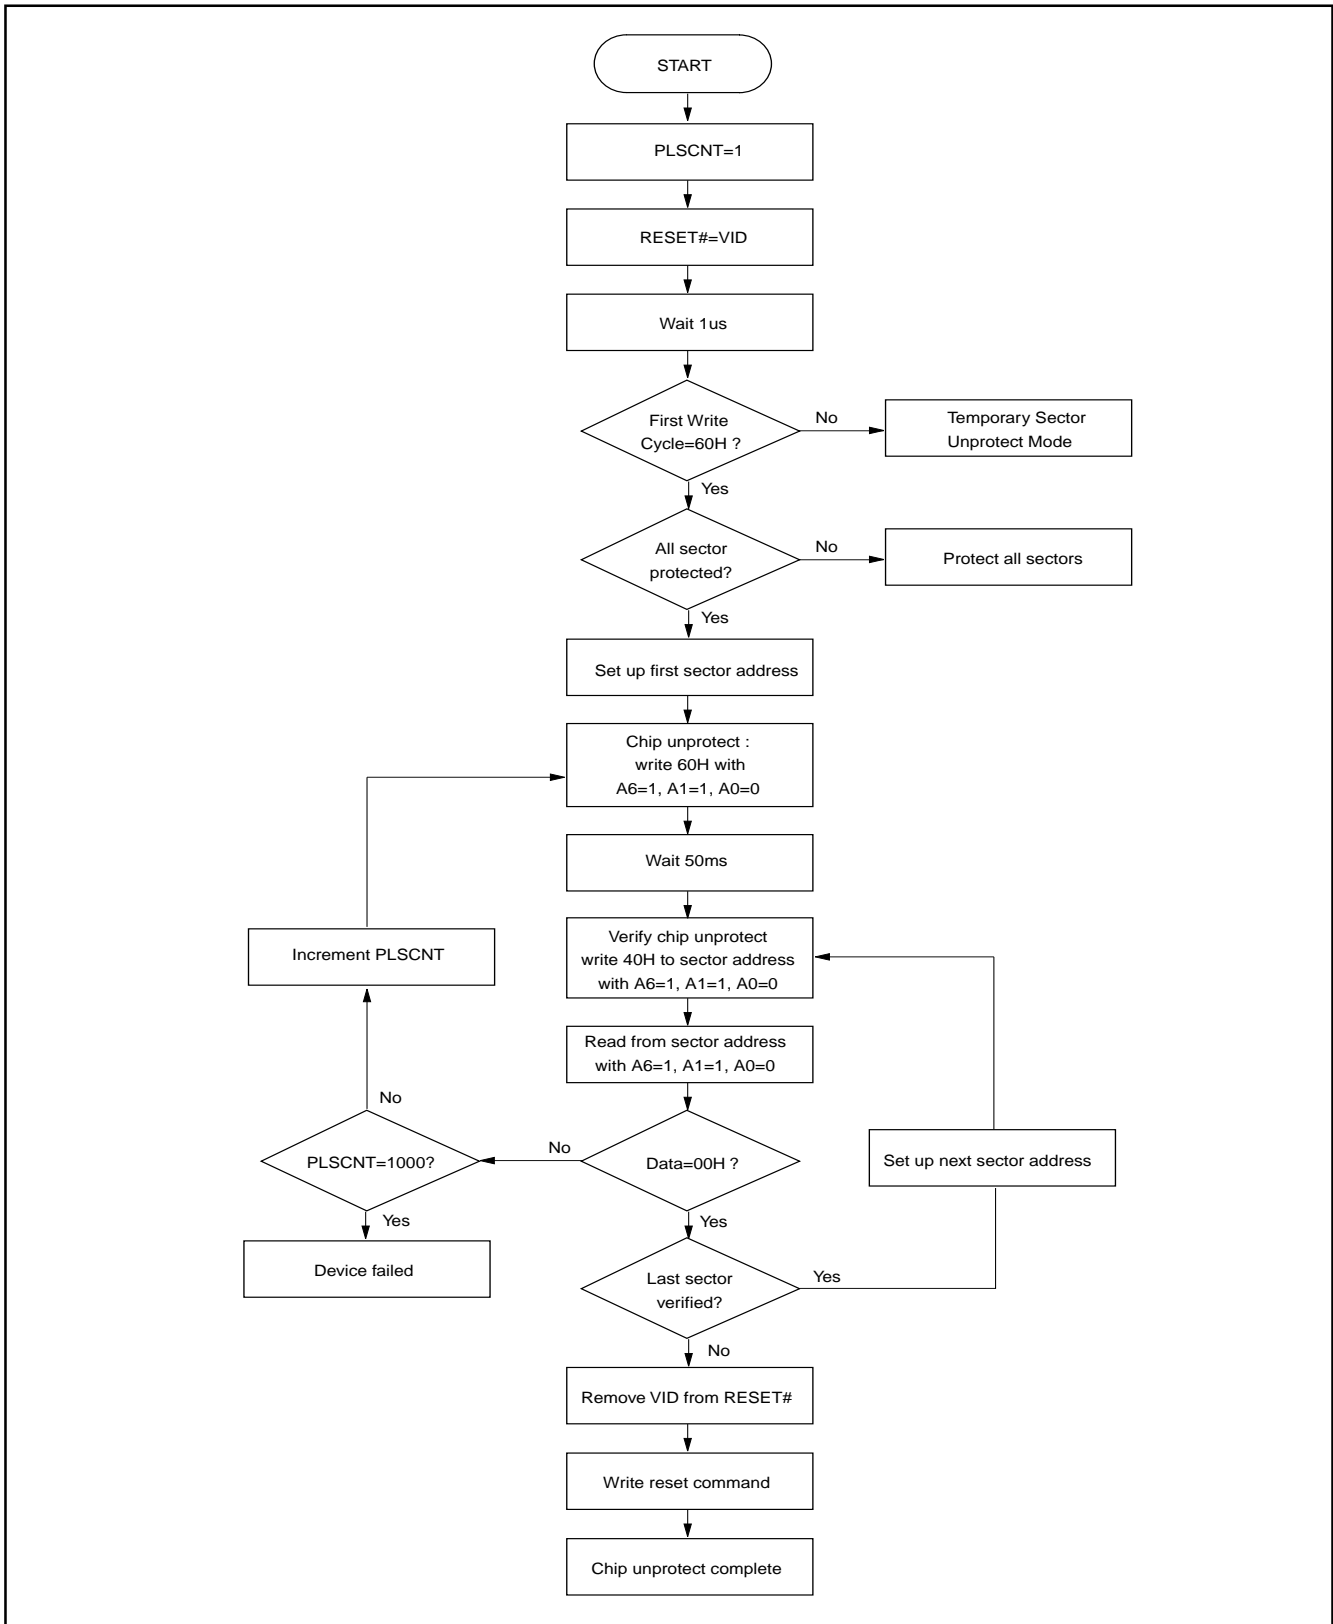 START
PLSCNT=1
RESET#=VID
Wait 1us
First Write
Cycle=60H ?
No
Temporary Sector
Unprotect Mode
Yes
All sector
protected?
No
Protect all sectors
Yes
Set up first sector address
Chip unprotect :
write 60H with
A6=1, A1=1, A0=0
Wait 50ms
Verify chip unprotect
write 40H to sector address
with A6=1, A1=1, A0=0
Increment PLSCNT
Read from sector address
with A6=1, A1=1, A0=0
No
PLSCNT=1000?
No
Data=00H ?
Set up next sector address
Yes
Yes
Device failed
Last sector
verified?
Yes
No
Remove VID from RESET#
Write reset command
Chip unprotect complete